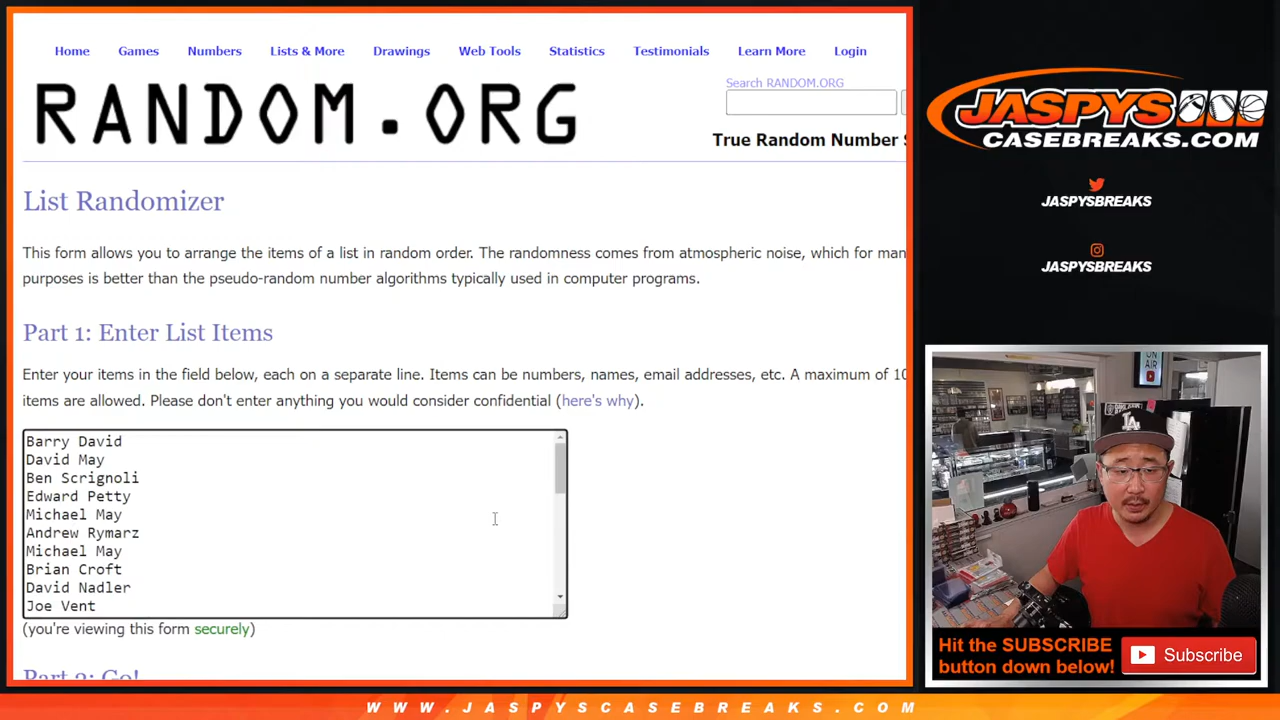 Home Games Numbers Lists & More Drawings Web Tools Statistics Testimonials Learn More Login
RANDOM.ORG
Search RANDOM.ORG
True Random Number S
List Randomizer
This form allows you to arrange the items of a list in random order. The randomness comes from atmospheric noise, which for man
purposes is better than the pseudo-random number algorithms typically used in computer programs.
Part 1: Enter List Items
Enter your items in the field below, each on a separate line. Items can be numbers, names, email addresses, etc. A maximum of 10
items are allowed. Please don't enter anything you would consider confidential (here's why).
Barry David
David May
Ben Scrignoli
Edward Petty
Michael May
Andrew Rymarz
Michael May
Brian Croft
David Nadler
Joe Vent
(you're viewing this form securely)
Part 2: Go!
JASPYS
CASEBREAKS.COM
JASPYSBREAKS
JASPYSBREAKS
ON
AIR
LA
Hit the SUBSCRIBE
button down below!
Subscribe
WWW.JASPYSCASEBREAKS.COM